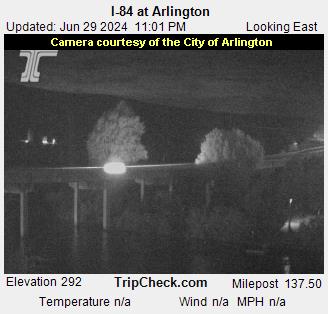 I-84 at Arlington
Updated: Jun 29 2024 11:01 PM Looking East
Camera courtesy of the City of Arlington
Elevation 292 TripCheck.com Milepost 137.50
Temperature n/a Wind n/a MPH n/a